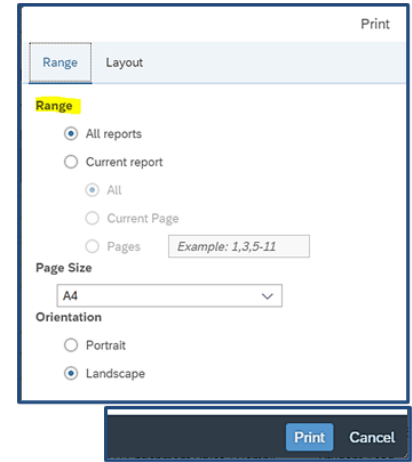 Print
Range Layout
Range
All reports
Current report
All
Current Page
Pages Example: 1,3,5-11
Page Size
A4
Orientation
Portrait
Landscape
Print Cancel